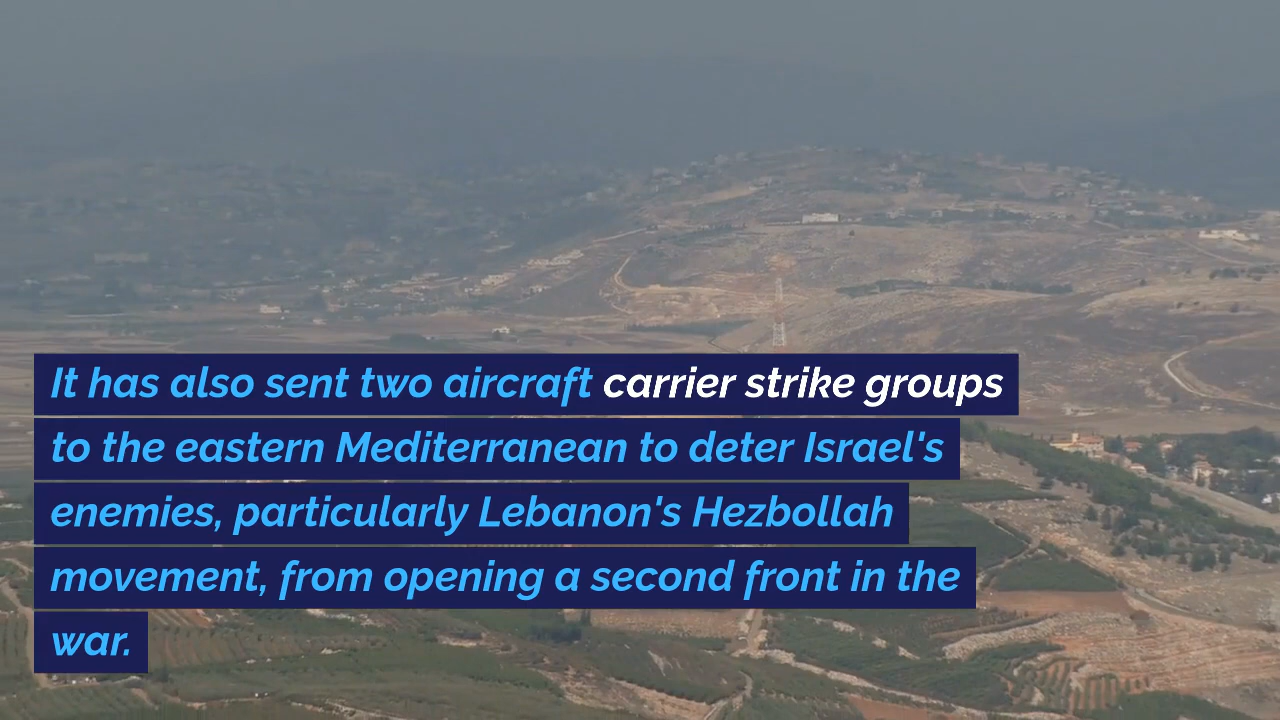 It has also sent two aircraft carrier strike groups
to the eastern Mediterranean to deter Israel's
enemies, particularly Lebanon's Hezbollah
movement, from opening a second front in the
war.